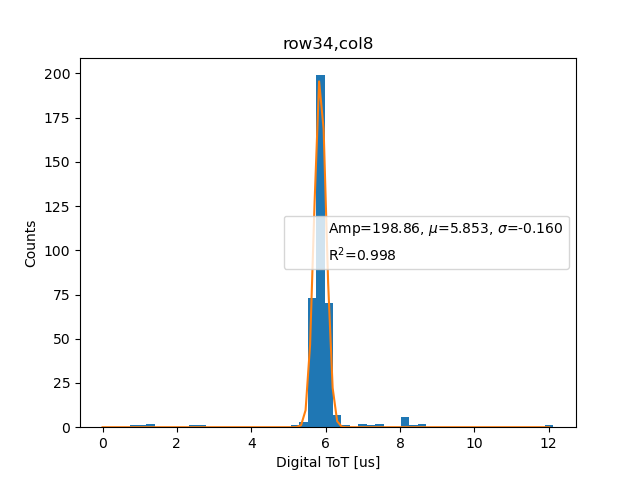 row34,col8
Counts
200
175
150
125
100
75
50
25
0
Amp=198.86, μ=5.853, σ=-0.160
R²=0.998
0 2 4 6 8 10 12
Digital ToT [us]